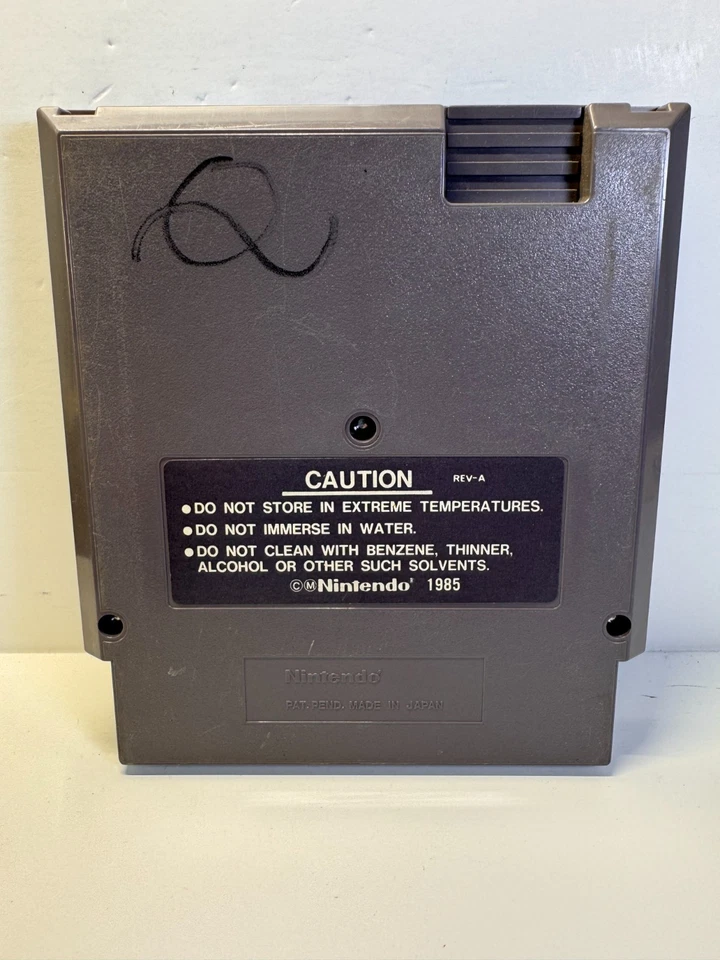 CAUTION REV-A
● DO NOT STORE IN EXTREME TEMPERATURES.
● DO NOT IMMERSE IN WATER.
● DO NOT CLEAN WITH BENZENE, THINNER,
ALCOHOL OR OTHER SUCH SOLVENTS.
©ⓂNintendo® 1985
Nintendo®
PAT. PEND. MADE IN JAPAN